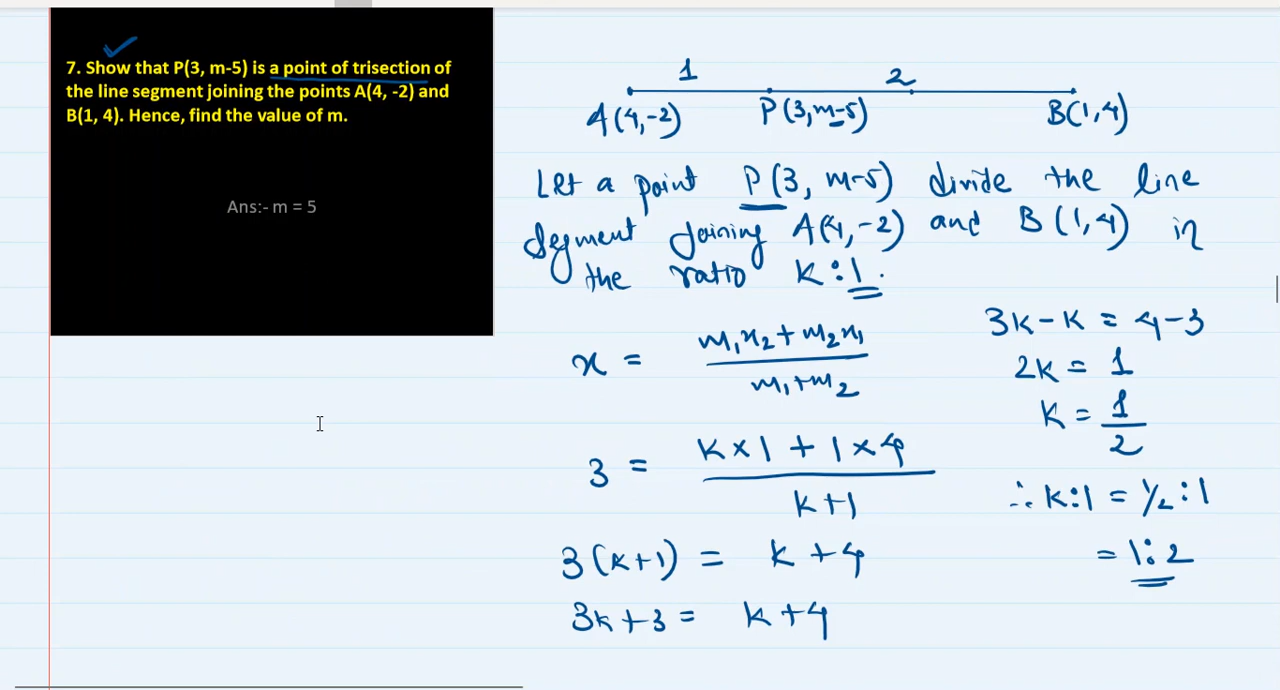 7. Show that P(3, m-5) is a point of trisection of
the line segment joining the points A(4, -2) and
B(1, 4). Hence, find the value of m.
Ans:- m = 5
1 2
A(4,-2) P(3,m-5) B(1,4)
Let a point P(3, m-5) divide the line
segment joining A(4,-2) and B(1,4) in
the ratio K:1.
x = m₁x₂+m₂x₁ / m₁+m₂
3 = k×1+1×4 / k+1
3(k+1) = k+4
3k+3 = k+4
3k-k = 4-3
2k = 1
k = 1/2
∴ k:1 = 1/2:1
= 1:2